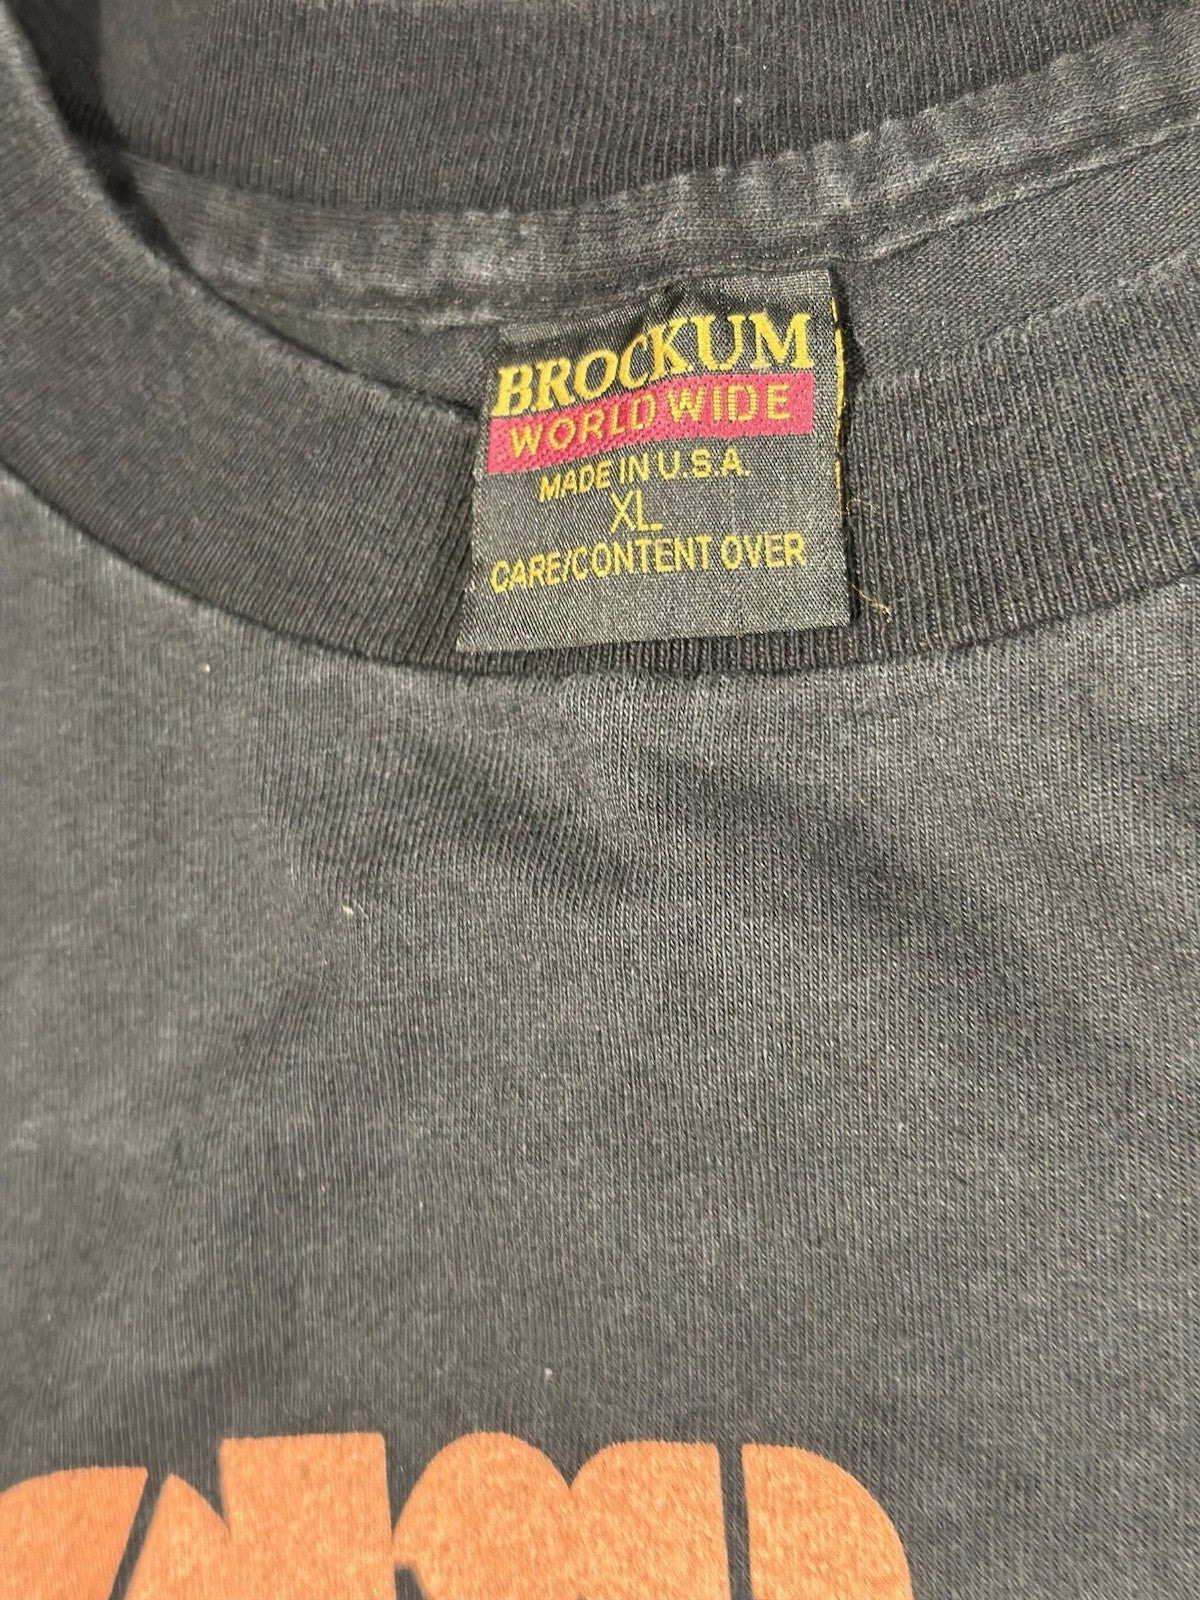 BROCKUM
WORLD WIDE
MADE IN U.S.A.
XL
CARE/CONTENT OVER